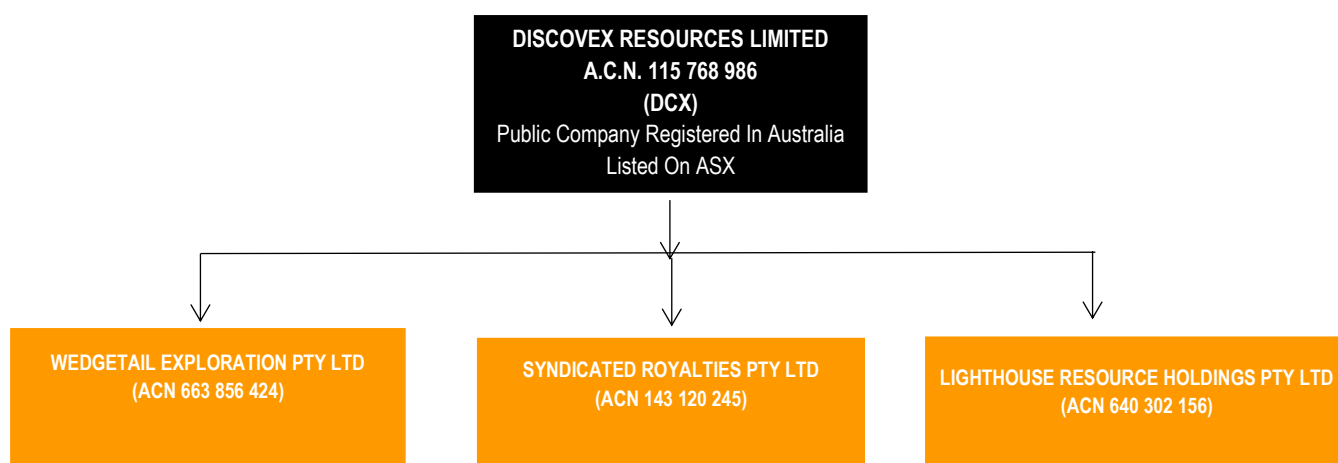 DISCOVEX RESOURCES LIMITED
A.C.N. 115 768 986
(DCX)
Public Company Registered In Australia
Listed On ASX
WEDGETAIL EXPLORATION PTY LTD
(ACN 663 856 424)
SYNDICATED ROYALTIES PTY LTD
(ACN 143 120 245)
LIGHTHOUSE RESOURCE HOLDINGS PTY LTD
(ACN 640 302 156)